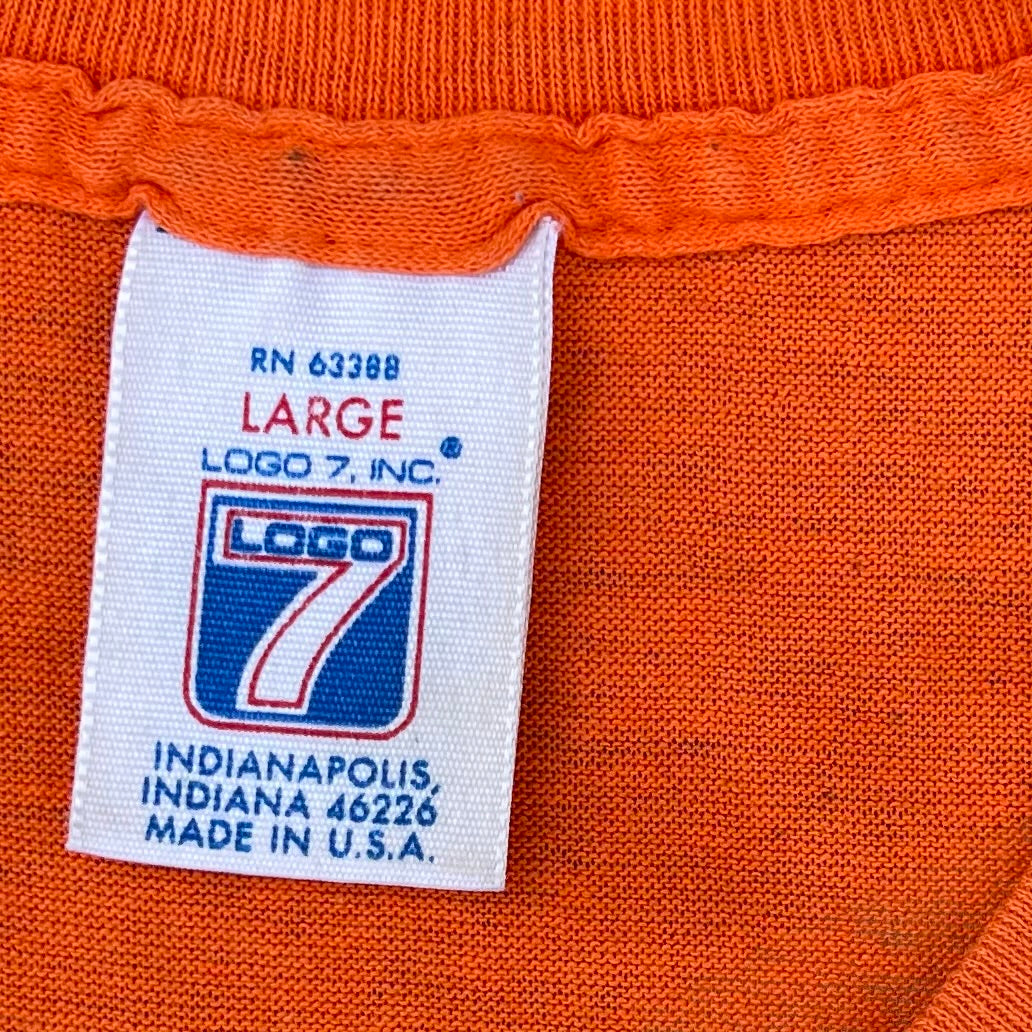 RN 63388
LARGE
LOGO 7, INC.®
LOGO
7
INDIANAPOLIS,
INDIANA 46226
MADE IN U.S.A.